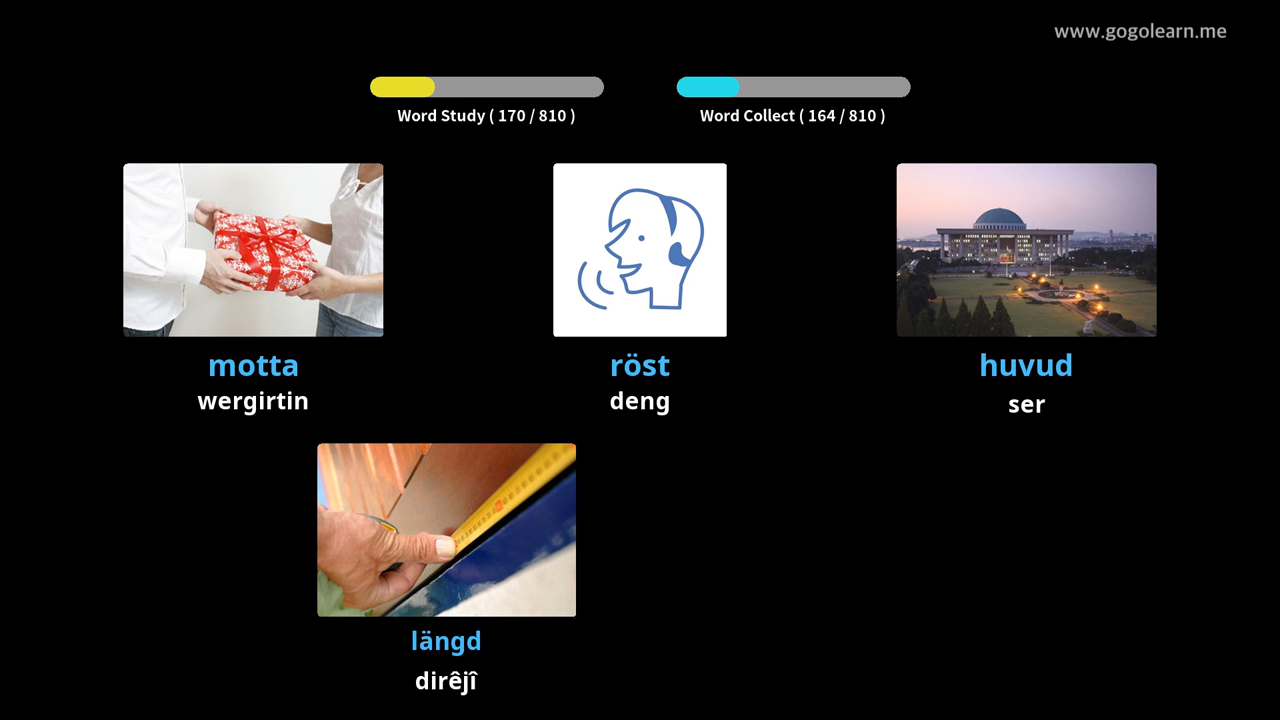 www.gogolearn.me
Word Study ( 170 / 810 )
Word Collect ( 164 / 810 )
motta
wergirtin
röst
deng
huvud
ser
längd
dirêjî